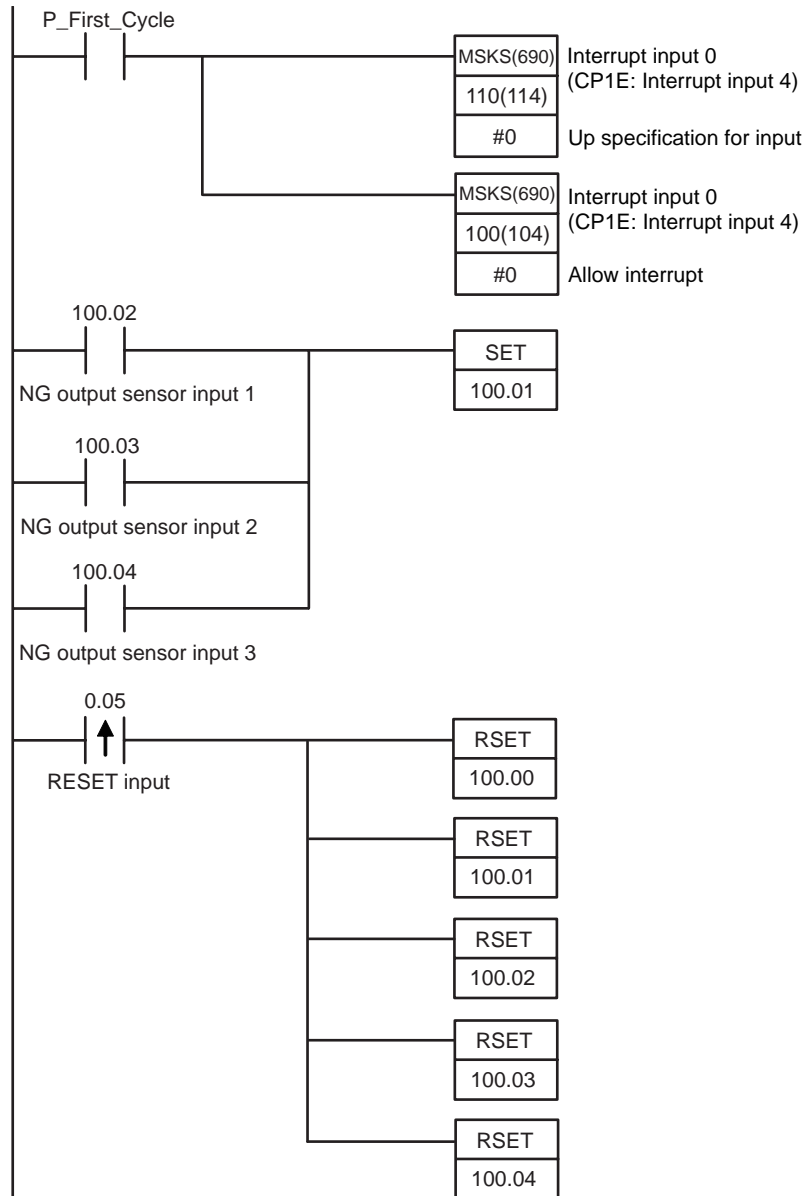 P_First_Cycle
MSKS(690)
Interrupt input 0
(CP1E: Interrupt input 4)
110(114)
#0
Up specification for input
MSKS(690)
Interrupt input 0
(CP1E: Interrupt input 4)
100(104)
#0
Allow interrupt
100.02
SET
100.01
NG output sensor input 1
100.03
NG output sensor input 2
100.04
NG output sensor input 3
0.05
RESET input
RSET
100.00
RSET
100.01
RSET
100.02
RSET
100.03
RSET
100.04